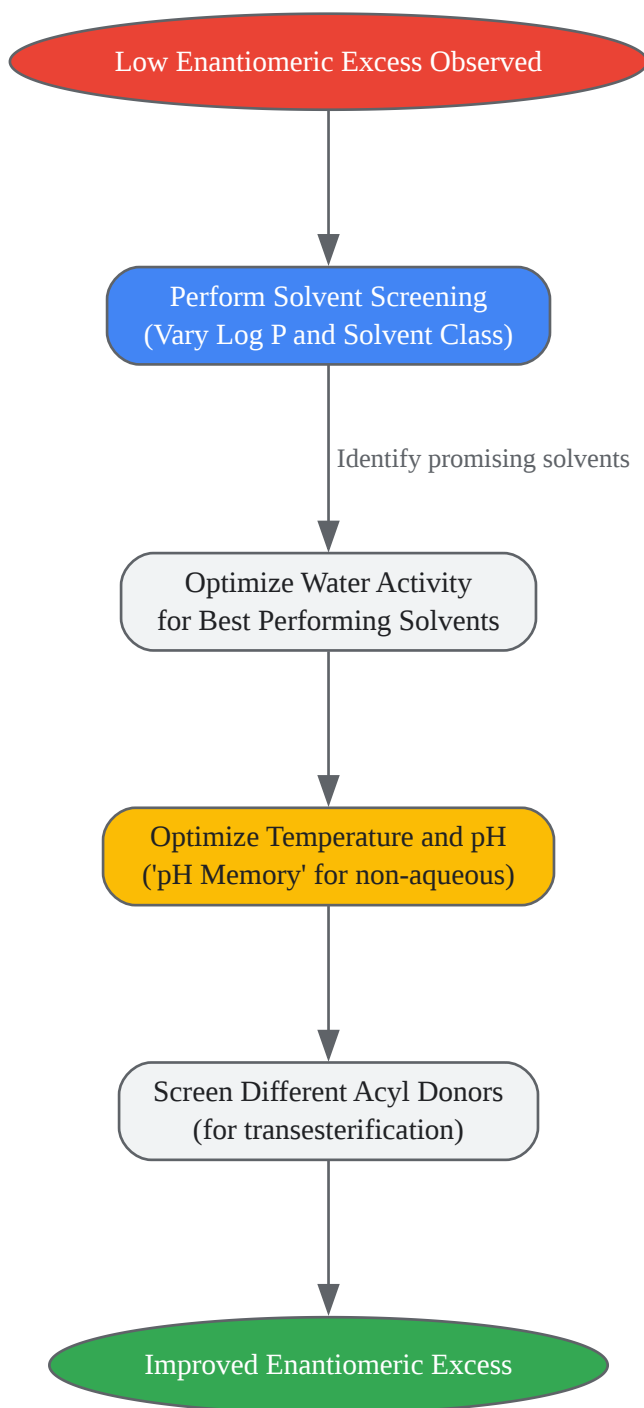 Low Enantiomeric Excess Observed
Perform Solvent Screening
(Vary Log P and Solvent Class)
Identify promising solvents
Optimize Water Activity
for Best Performing Solvents
Optimize Temperature and pH
('pH Memory' for non-aqueous)
Screen Different Acyl Donors
(for transesterification)
Improved Enantiomeric Excess